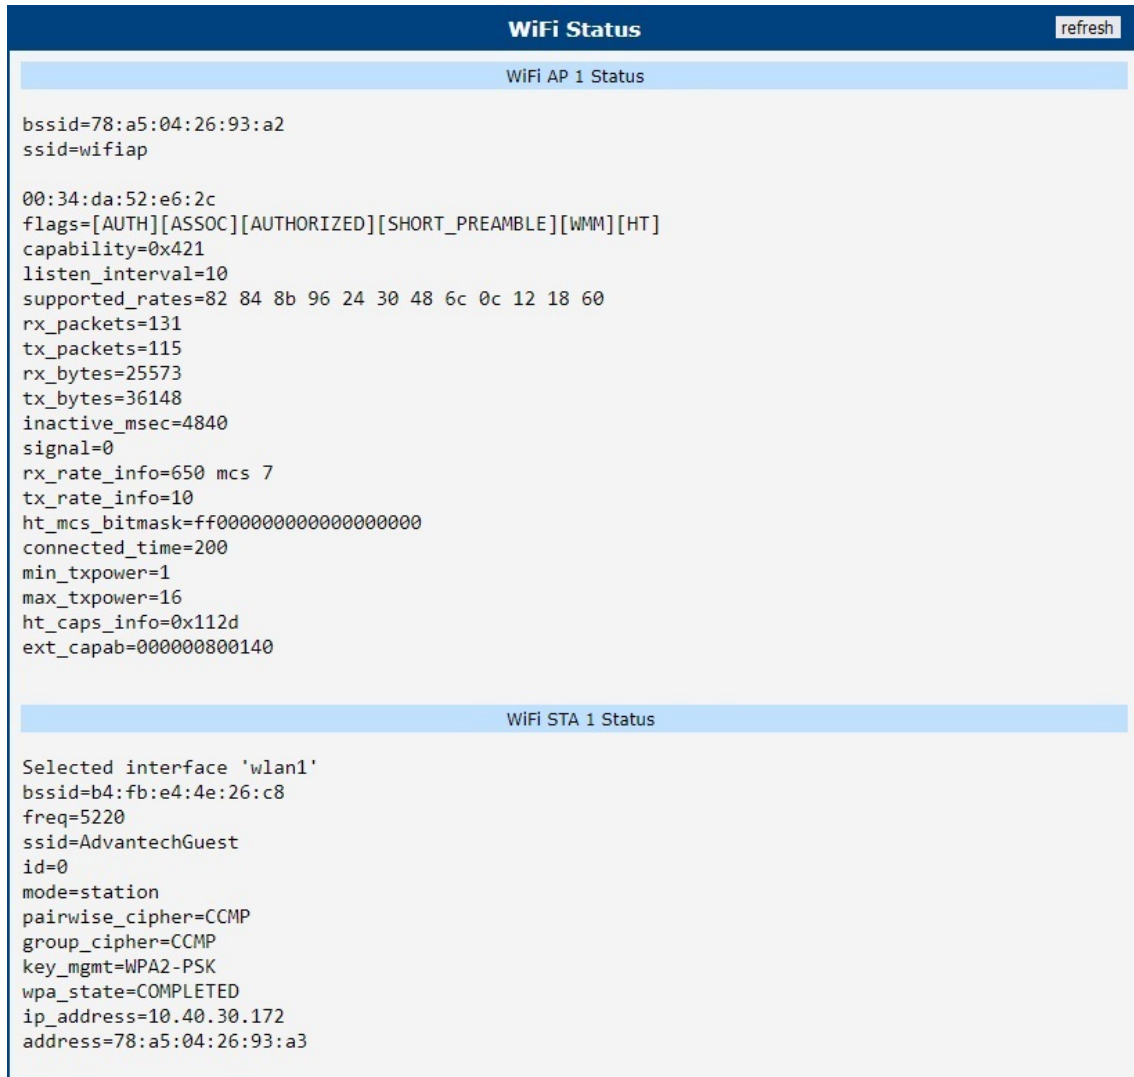 WiFi Status
refresh
WiFi AP 1 Status
bssid=78:a5:04:26:93:a2
ssid=wifiap
00:34:da:52:e6:2c
flags=[AUTH][ASSOC][AUTHORIZED][SHORT_PREAMBLE][WMM][HT]
capability=0x421
listen_interval=10
supported_rates=82 84 8b 96 24 30 48 6c 0c 12 18 60
rx_packets=131
tx_packets=115
rx_bytes=25573
tx_bytes=36148
inactive_msec=4840
signal=0
rx_rate_info=650 mcs 7
tx_rate_info=10
ht_mcs_bitmask=ff000000000000000000
connected_time=200
min_txpower=1
max_txpower=16
ht_caps_info=0x112d
ext_capab=000000800140
WiFi STA 1 Status
Selected interface 'wlan1'
bssid=b4:fb:e4:4e:26:c8
freq=5220
ssid=AdvantechGuest
id=0
mode=station
pairwise_cipher=CCMP
group_cipher=CCMP
key_mgmt=WPA2-PSK
wpa_state=COMPLETED
ip_address=10.40.30.172
address=78:a5:04:26:93:a3